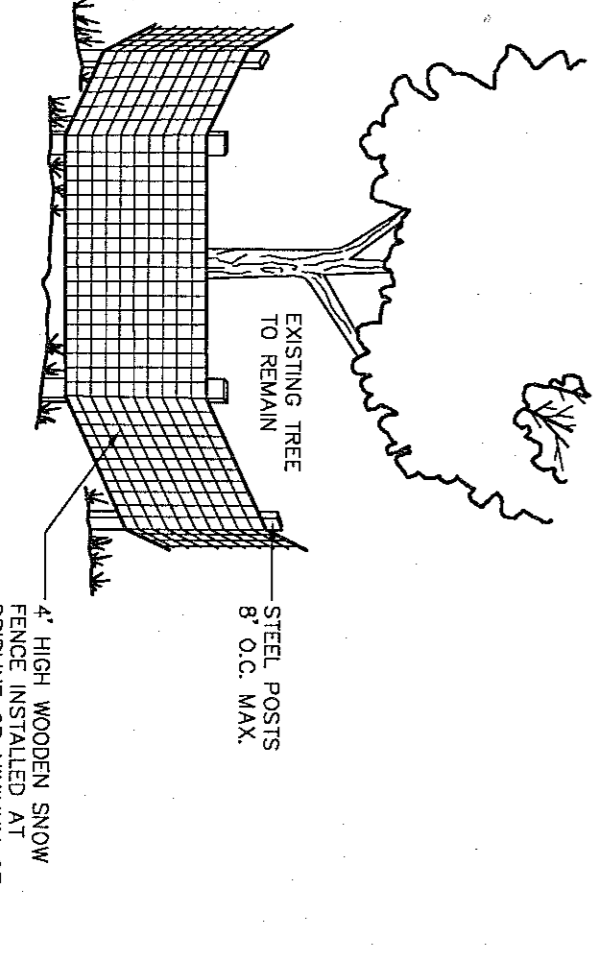 EXISTING TREE
TO REMAIN
STEEL POSTS
8' O.C. MAX.
4' HIGH WOODEN SNOW
FENCE INSTALLED AT